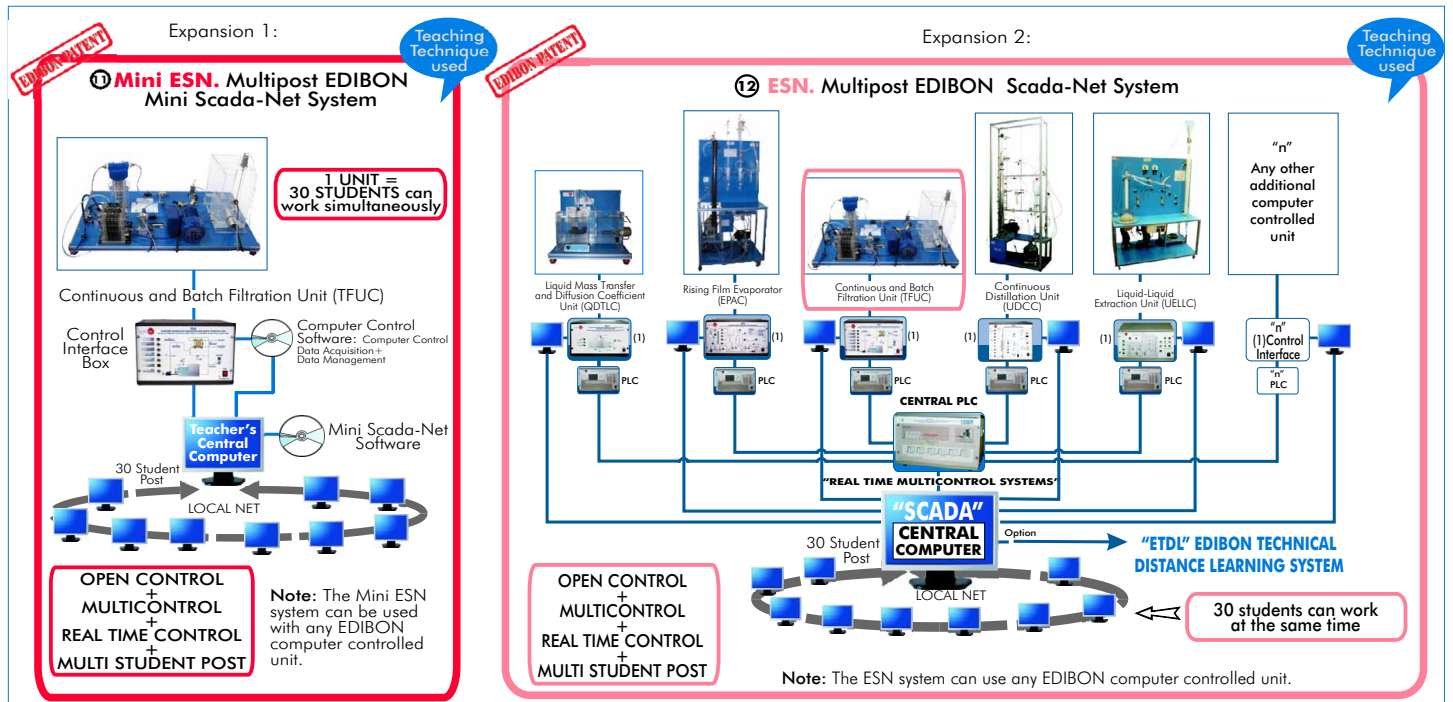 Expansion 1:
EDIBON PATENT
Teaching
Technique
used
11 Mini ESN. Multipost EDIBON
Mini Scada-Net System
1 UNIT =
30 STUDENTS can
work simultaneously
Continuous and Batch Filtration Unit (TFUC)
Control
Interface
Box
Computer Control
Software: Computer Control
Data Acquisition+
Data Management
Teacher's
Central
Computer
Mini Scada-Net
Software
30 Student
Post
LOCAL NET
OPEN CONTROL
+
MULTICONTROL
+
REAL TIME CONTROL
+
MULTI STUDENT POST
Note: The Mini ESN
system can be used
with any EDIBON
computer controlled
unit.
Expansion 2:
EDIBON PATENT
Teaching
Technique
used
12 ESN. Multipost EDIBON Scada-Net System
"n"
Any other
additional
computer
controlled
unit
Liquid Mass Transfer
and Diffusion Coefficient
Unit (QDTLC)
Rising Film Evaporator
(EPAC)
Continuous and Batch
Filtration Unit (TFUC)
Continuous
Distillation Unit
(UDCC)
Liquid-Liquid
Extraction Unit (UELLC)
(1)
(1)
(1)
(1)
(1)
"n"
(1)Control
Interface
PLC
PLC
PLC
PLC
PLC
"n"
PLC
CENTRAL PLC
"REAL TIME MULTICONTROL SYSTEMS"
"SCADA"
CENTRAL
COMPUTER
30 Student
Post
Option
"ETDL" EDIBON TECHNICAL
DISTANCE LEARNING SYSTEM
LOCAL NET
30 students can work
at the same time
OPEN CONTROL
+
MULTICONTROL
+
REAL TIME CONTROL
+
MULTI STUDENT POST
Note: The ESN system can use any EDIBON computer controlled unit.